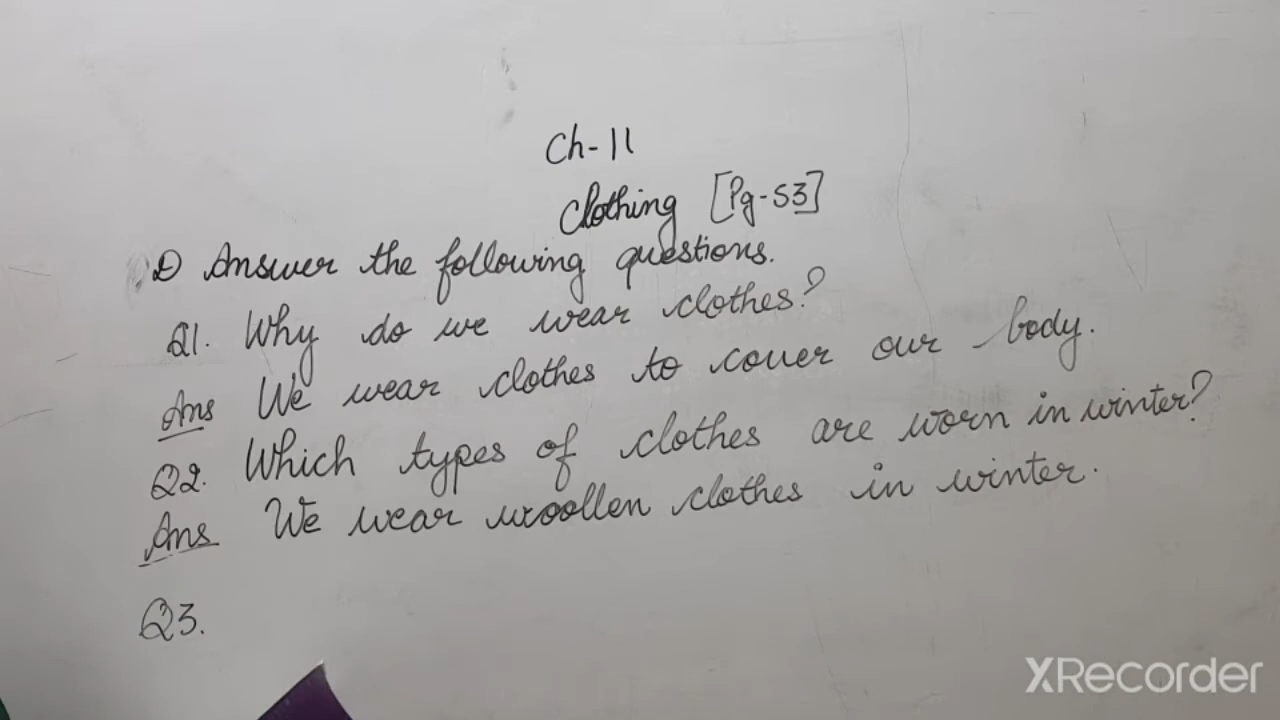 Ch-11
Clothing [Pg-53]
D Answer the following questions.
Q1. Why do we wear clothes?
Ans We wear clothes to cover our body.
Q2. Which types of clothes are worn in winter?
Ans We wear woollen clothes in winter.
Q3.
XRecorder